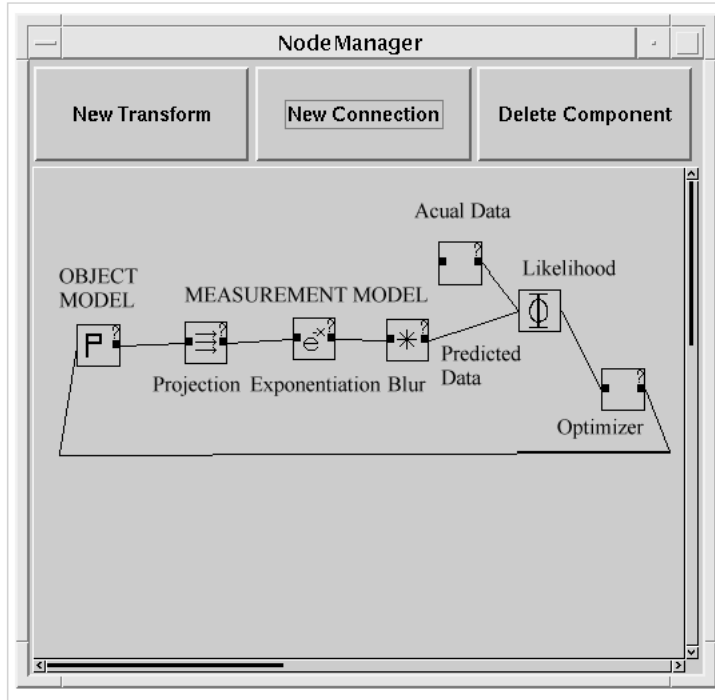 NodeManager
New Transform
New Connection
Delete Component
Acual Data
?
Likelihood
Φ
OBJECT
MODEL
MEASUREMENT MODEL
P ?
?
e^-x ?
* ?
Predicted
Data
Projection
Exponentiation
Blur
?
Optimizer